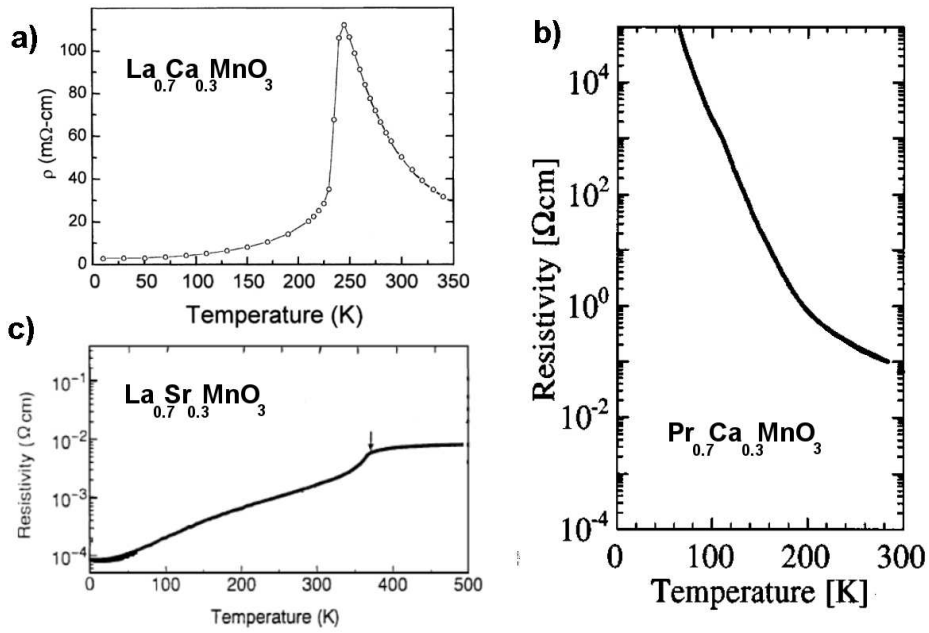 a)
La0.7Ca0.3MnO3
ρ (mΩ-cm)
100
80
60
40
20
0
0 50 100 150 200 250 300 350
Temperature (K)
b)
Resistivity [Ωcm]
10^4
10^2
10^0
10^-2
10^-4
Pr0.7Ca0.3MnO3
0 100 200 300
Temperature [K]
c)
La0.7Sr0.3MnO3
Resistivity (Ω cm)
10^-1
10^-2
10^-3
10^-4
0 100 200 300 400 500
Temperature (K)